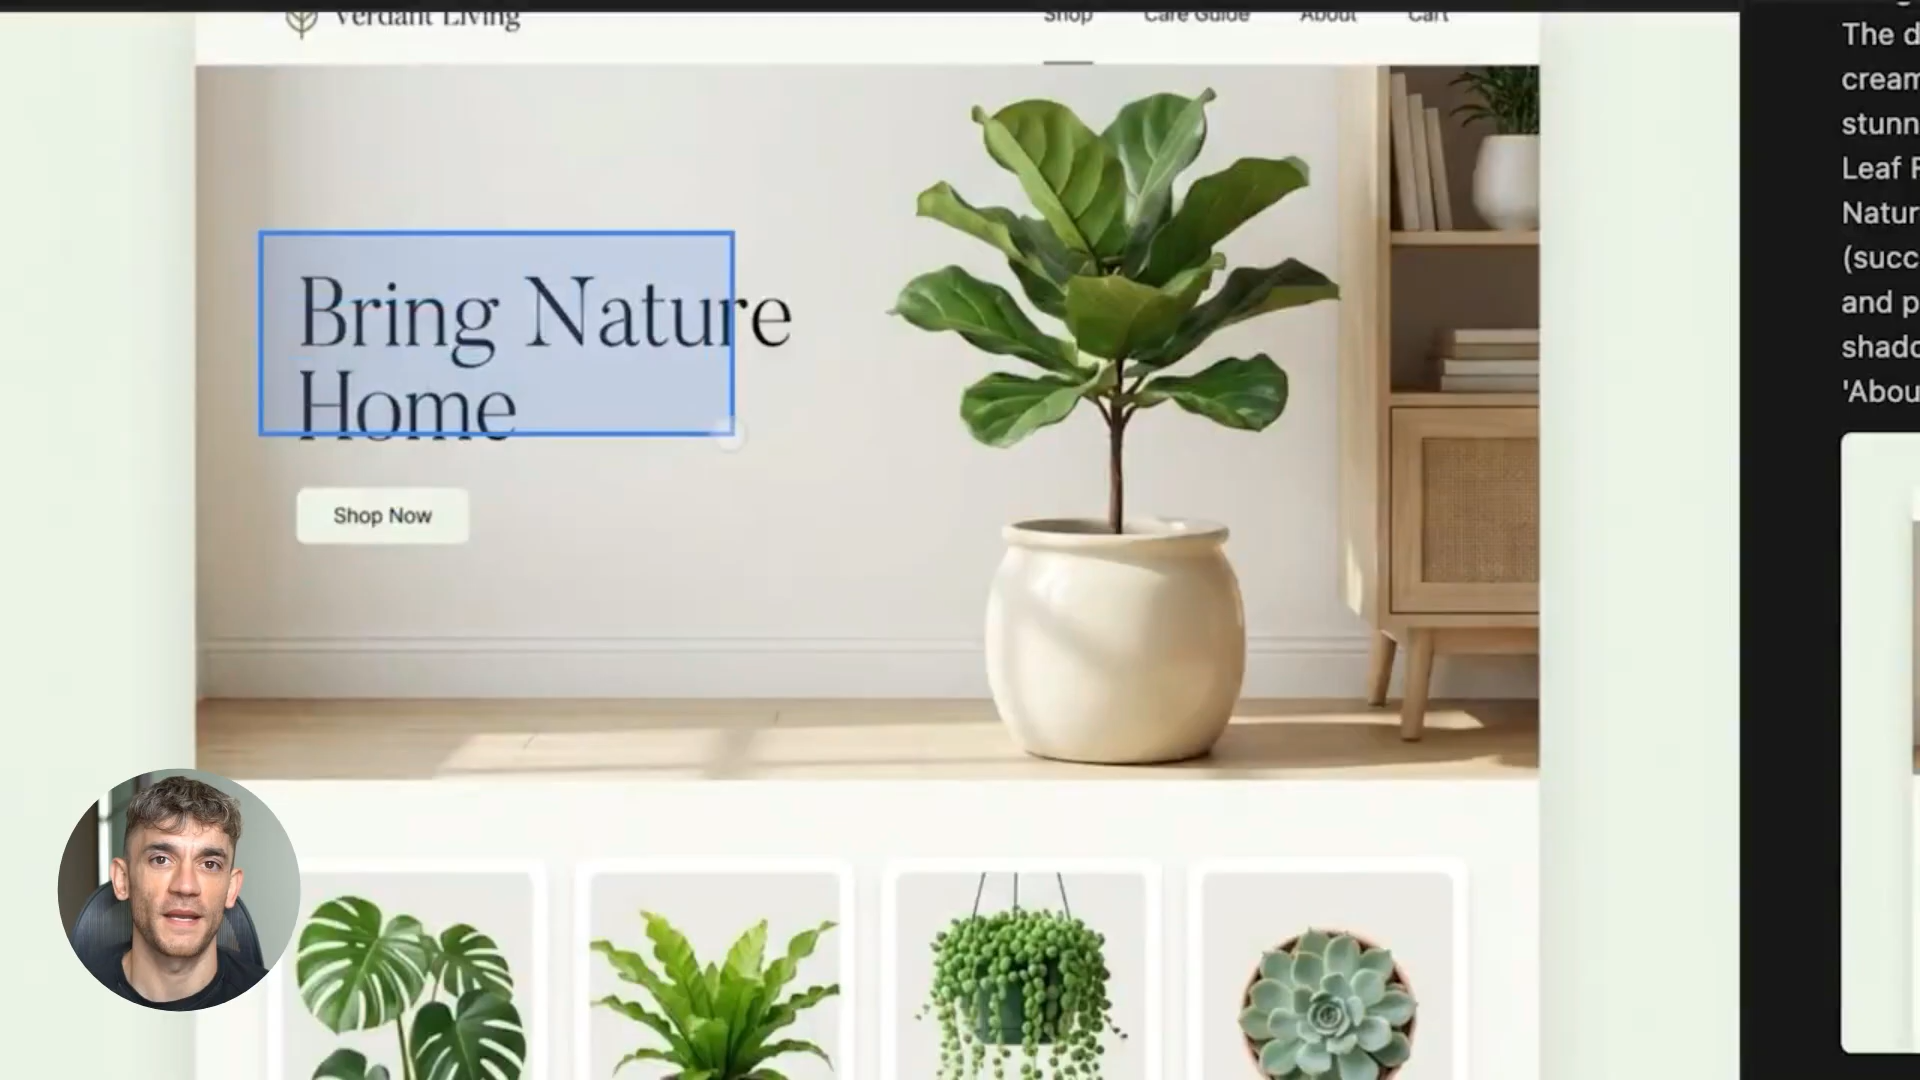 Verdant Living
Shop Care Guide About Cart
Bring Nature
Home
Shop Now
The d
cream
stunn
Leaf F
Natur
(succ
and p
shado
'Abou